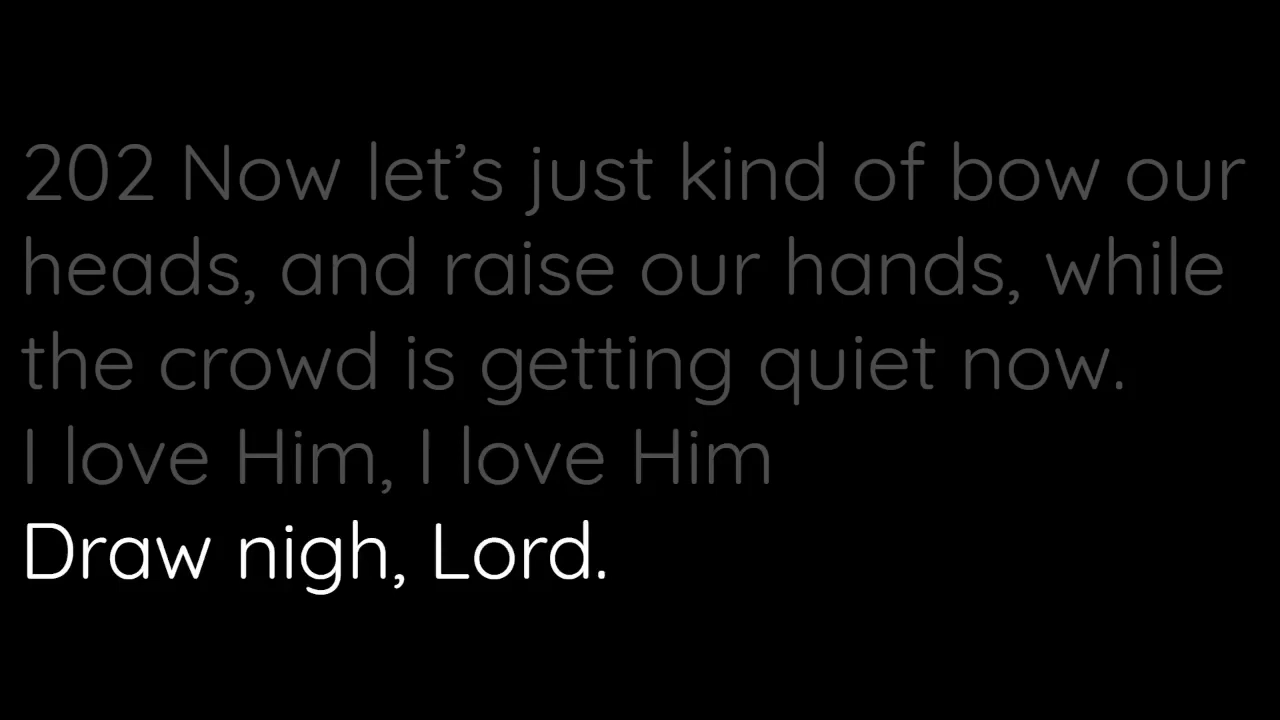 202 Now let’s just kind of bow our
heads, and raise our hands, while
the crowd is getting quiet now.
I love Him, I love Him
Draw nigh, Lord.